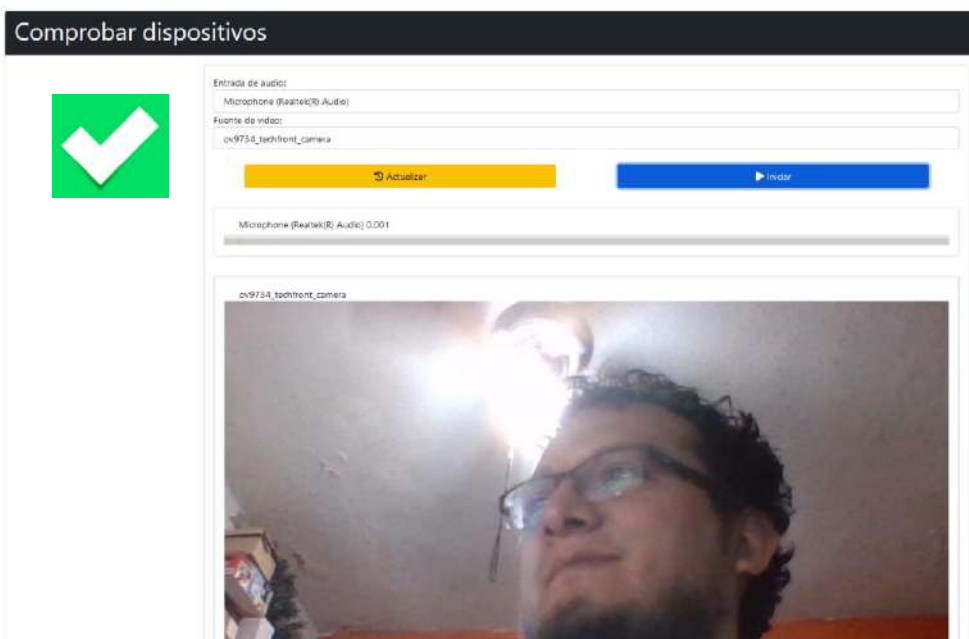 Comprobar dispositivos
Entrada de audio:
Microphone (Realtek(R) Audio)
Fuente de video:
ov9734_techfront_camera
Actualizar
Iniciar
Microphone (Realtek(R) Audio) 0.001
ov9734_techfront_camera